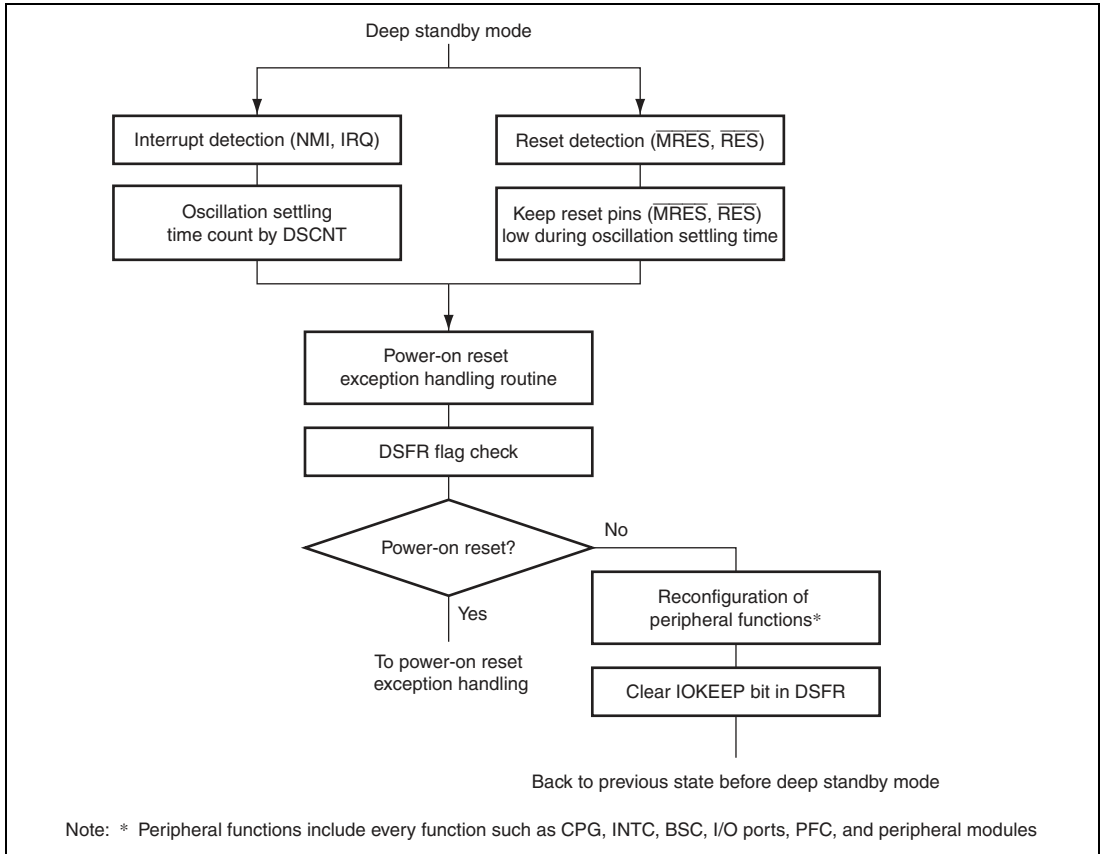 Deep standby mode
Interrupt detection (NMI, IRQ)
Reset detection (M̅R̅E̅S̅, R̅E̅S̅)
Oscillation settling
time count by DSCNT
Keep reset pins (M̅R̅E̅S̅, R̅E̅S̅)
low during oscillation settling time
Power-on reset
exception handling routine
DSFR flag check
Power-on reset?
No
Yes
To power-on reset
exception handling
Reconfiguration of
peripheral functions*
Clear IOKEEP bit in DSFR
Back to previous state before deep standby mode
Note: * Peripheral functions include every function such as CPG, INTC, BSC, I/O ports, PFC, and peripheral modules